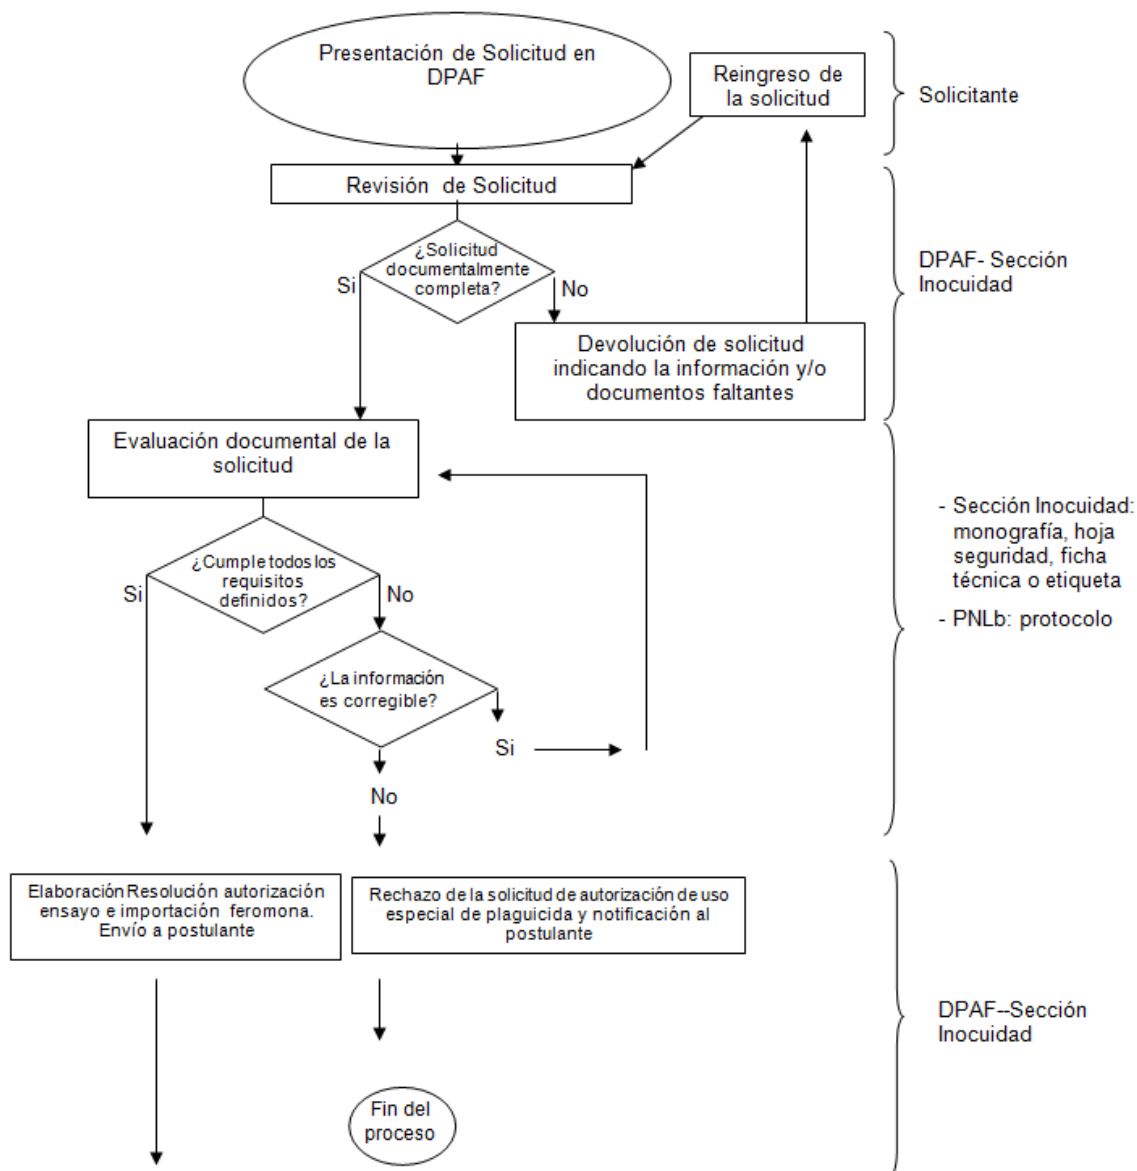 Presentación de Solicitud en
DPAF
Reingreso de
la solicitud
Solicitante
Revisión de Solicitud
¿Solicitud
documentalmente
completa?
Si
No
DPAF- Sección
Inocuidad
Devolución de solicitud
indicando la información y/o
documentos faltantes
Evaluación documental de la
solicitud
- Sección Inocuidad:
monografía, hoja
seguridad, ficha
técnica o etiqueta
- PNLb: protocolo
¿Cumple todos los
requisitos
definidos?
Si
No
¿La información
es corregible?
Si
No
Elaboración Resolución autorización
ensayo e importación feromona.
Envío a postulante
Rechazo de la solicitud de autorización de uso
especial de plaguicida y notificación al
postulante
DPAF--Sección
Inocuidad
Fin del
proceso